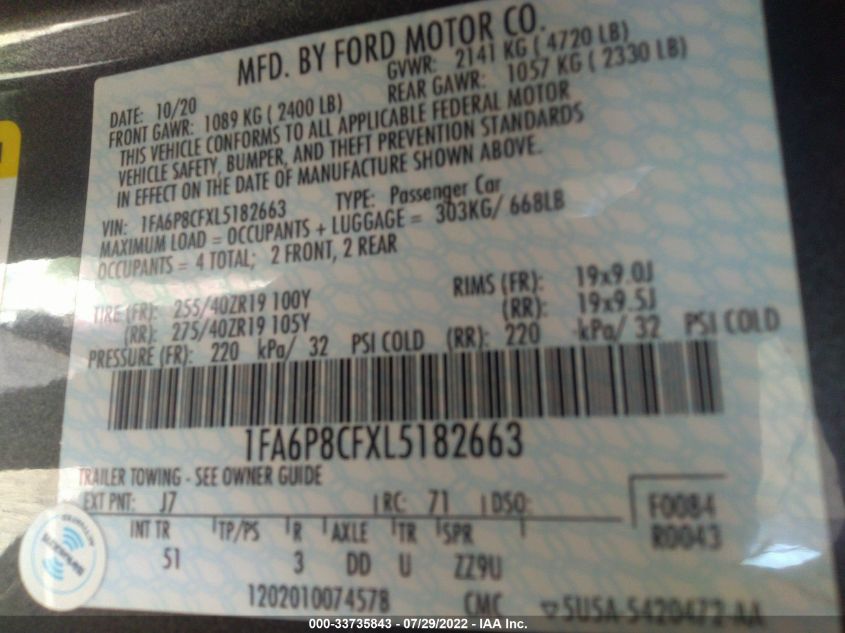 MFD. BY FORD MOTOR CO.
DATE: 10/20 GVWR: 2141 KG ( 4720 LB)
FRONT GAWR: 1089 KG ( 2400 LB) REAR GAWR: 1057 KG ( 2330 LB)
THIS VEHICLE CONFORMS TO ALL APPLICABLE FEDERAL MOTOR
VEHICLE SAFETY, BUMPER, AND THEFT PREVENTION STANDARDS
IN EFFECT ON THE DATE OF MANUFACTURE SHOWN ABOVE.
VIN: 1FA6P8CFXL5182663 TYPE: Passenger Car
MAXIMUM LOAD = OCCUPANTS + LUGGAGE = 303KG/ 668LB
OCCUPANTS = 4 TOTAL; 2 FRONT, 2 REAR
TIRE (FR): 255/40ZR19 100Y RIMS (FR): 19x9.0J
(RR): 275/40ZR19 105Y (RR): 19x9.5J
PRESSURE (FR): 220 kPa/ 32 PSI COLD (RR): 220 kPa/ 32 PSI COLD
1FA6P8CFXL5182663
TRAILER TOWING - SEE OWNER GUIDE
EXT PNT: J7 RC: 71 DSO: F0084
INT TR TP/PS R AXLE TR SPR R0043
51 3 DD U ZZ9U
1202010074578 CMC 5U5A-5420472-AA
000-33735843 - 07/29/2022 - IAA Inc.